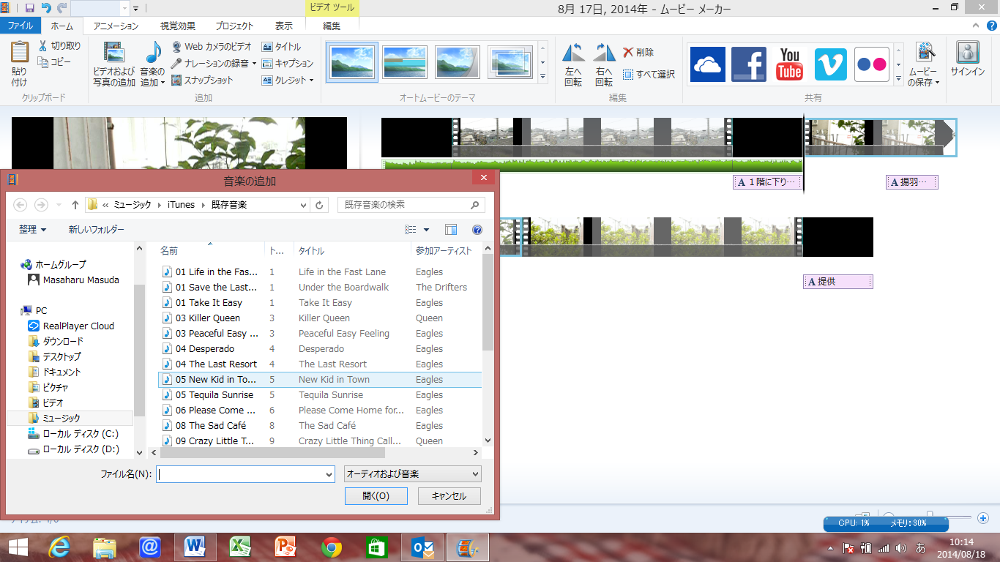 ビデオ ツール
8月 17日, 2014年 - ムービー メーカー
ファイル ホーム アニメーション 視覚効果 プロジェクト 表示 編集
貼り付け
切り取り
コピー
クリップボード
ビデオおよび写真の追加
音楽の追加
Web カメラのビデオ
ナレーションの録音
スナップショット
タイトル
キャプション
クレジット
追加
オートムービーのテーマ
左へ回転
右へ回転
削除
すべて選択
編集
You Tube
共有
ムービーの保存
サインイン
A 1階に下り…
A 揚羽…
A 提供
音楽の追加
« ミュージック › iTunes › 既存音楽
既存音楽の検索
整理 新しいフォルダー
ホームグループ
Masaharu Masuda
PC
RealPlayer Cloud
ダウンロード
デスクトップ
ドキュメント
ピクチャ
ビデオ
ミュージック
ローカル ディスク (C:)
ローカル ディスク (D:)
名前 ト... タイトル 参加アーティスト
01 Life in the Fas... 1 Life in the Fast Lane Eagles
01 Save the Last... 1 Under the Boardwalk The Drifters
01 Take It Easy 1 Take It Easy Eagles
03 Killer Queen 3 Killer Queen Queen
03 Peaceful Easy ... 3 Peaceful Easy Feeling Eagles
04 Desperado 4 Desperado Eagles
04 The Last Resort 4 The Last Resort Eagles
05 New Kid in To... 5 New Kid in Town Eagles
05 Tequila Sunrise 5 Tequila Sunrise Eagles
06 Please Come ... 6 Please Come Home for... Eagles
08 The Sad Café 8 The Sad Café Eagles
09 Crazy Little T... 9 Crazy Little Thing Call... Queen
ファイル名(N):
オーディオおよび音楽
開く(O) キャンセル
CPU: 1% メモリ: 30%
あ
10:14
2014/08/18